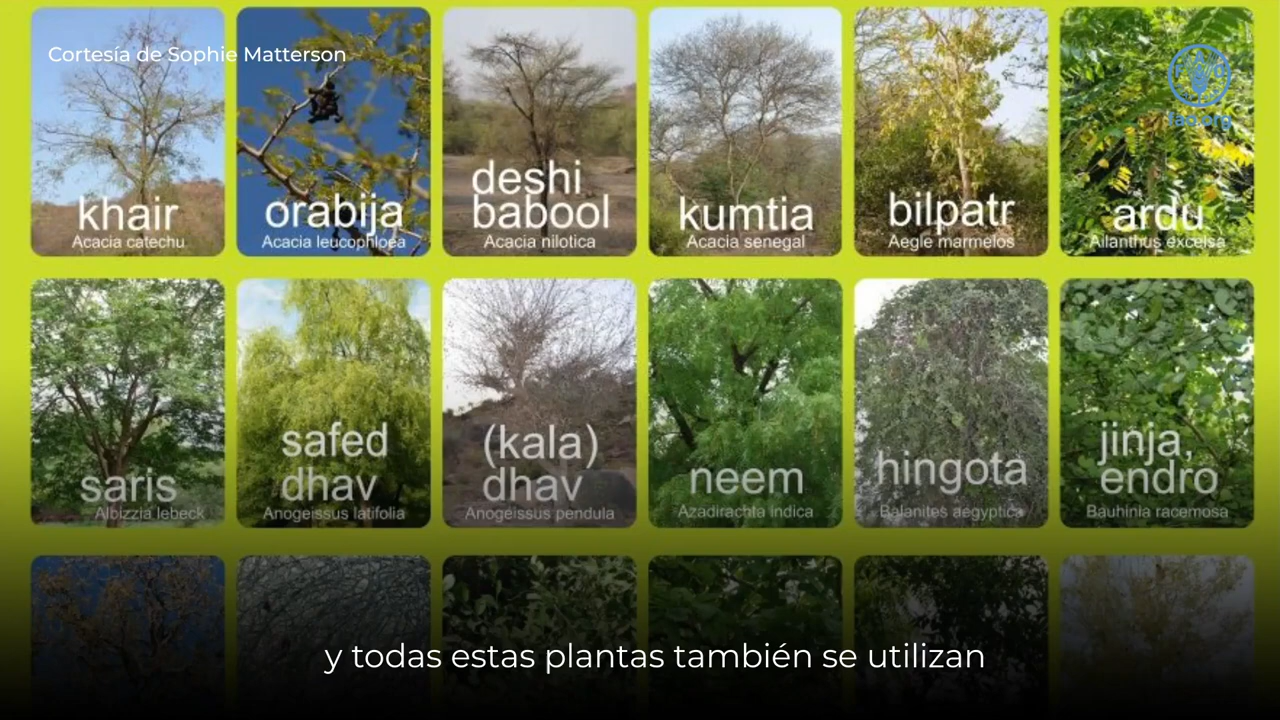 Cortesía de Sophie Matterson
fao.org
khair
Acacia catechu
orabija
Acacia leucophloea
deshi
babool
Acacia nilotica
kumtia
Acacia senegal
bilpatr
Aegle marmelos
ardu
Ailanthus excelsa
saris
Albizzia lebeck
safed
dhav
Anogeissus latifolia
(kala)
dhav
Anogeissus pendula
neem
Azadirachta indica
hingota
Balanites aegyptica
jinja,
endro
Bauhinia racemosa
y todas estas plantas también se utilizan